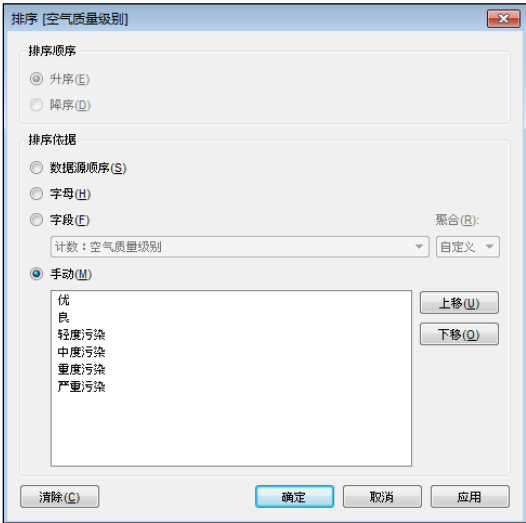 排序 [空气质量级别]
排序顺序
升序(E)
降序(D)
排序依据
数据源顺序(S)
字母(H)
字段(F)
聚合(R):
计数：空气质量级别
自定义
手动(M)
优
良
轻度污染
中度污染
重度污染
严重污染
上移(U)
下移(O)
清除(C)
确定
取消
应用